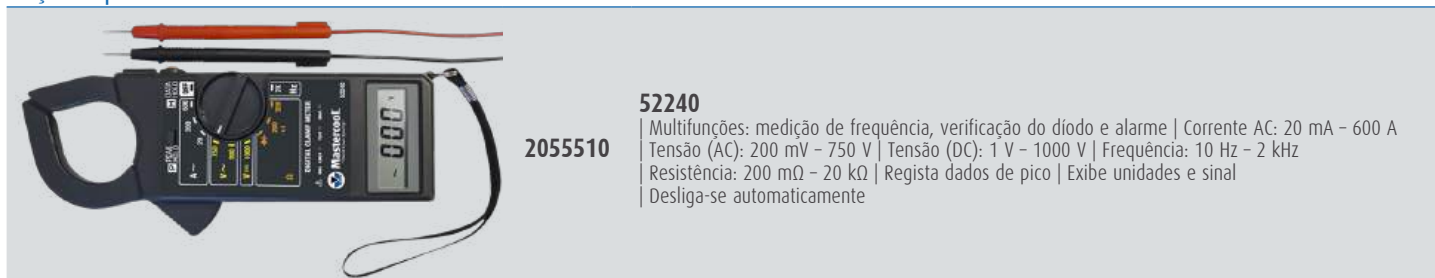 2055510
52240
| Multifunções: medição de frequência, verificação do díodo e alarme | Corrente AC: 20 mA – 600 A
| Tensão (AC): 200 mV – 750 V | Tensão (DC): 1 V – 1000 V | Frequência: 10 Hz – 2 kHz
| Resistência: 200 mΩ – 20 kΩ | Regista dados de pico | Exibe unidades e sinal
| Desliga-se automaticamente
Mastercool
DIGITAL CLAMP METER
000